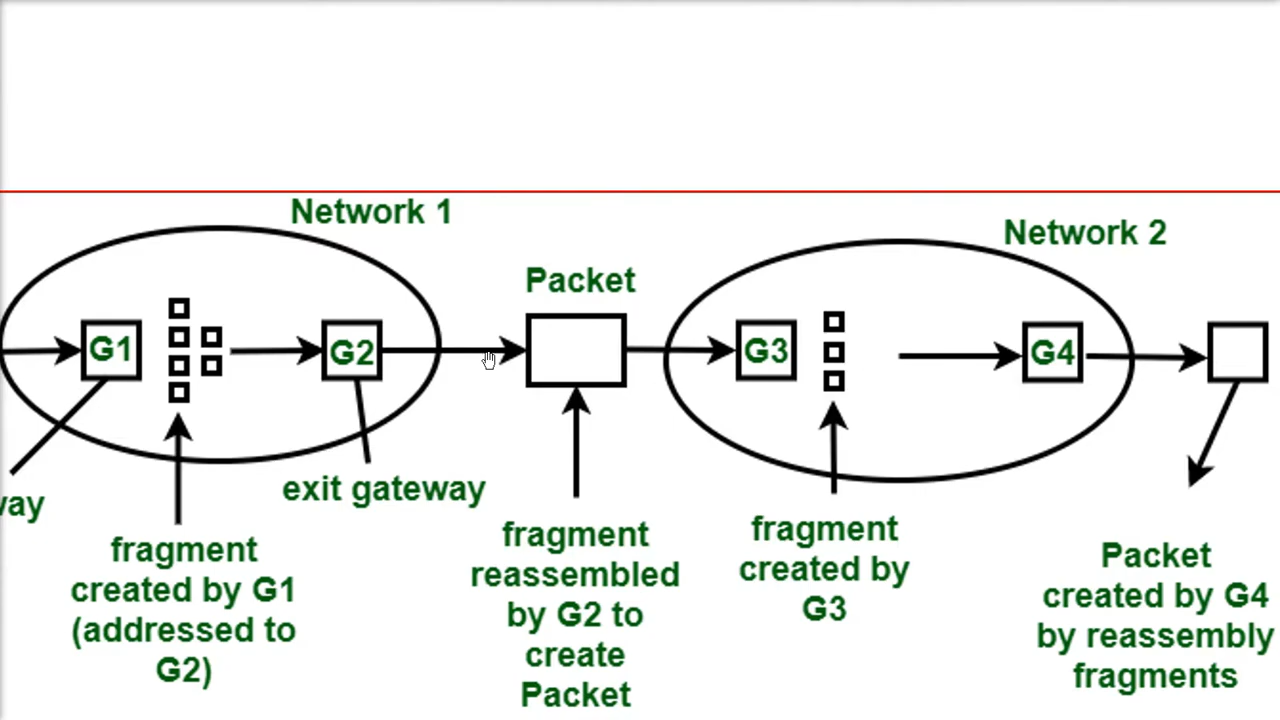 Network 1
Network 2
Packet
G1
G2
G3
G4
way
exit gateway
fragment
created by G1
(addressed to
G2)
fragment
reassembled
by G2 to
create
Packet
fragment
created by
G3
Packet
created by G4
by reassembly
fragments